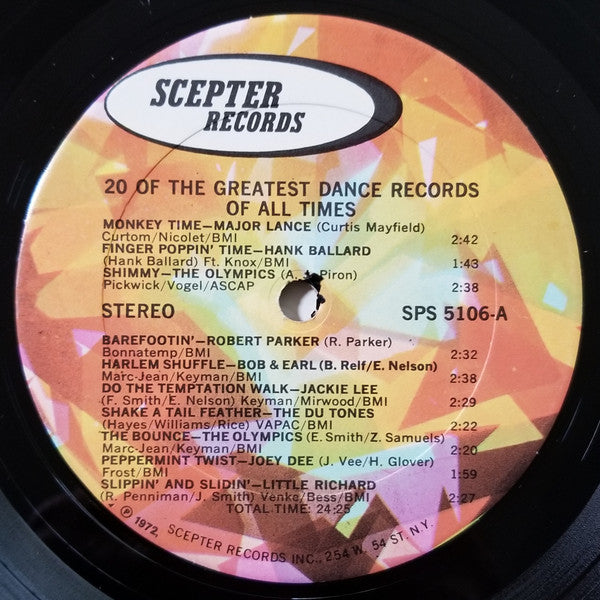 SCEPTER
RECORDS
20 OF THE GREATEST DANCE RECORDS
OF ALL TIMES
MONKEY TIME—MAJOR LANCE (Curtis Mayfield)
Curtom/Nicolet/BMI 2:42
FINGER POPPIN' TIME—HANK BALLARD
(Hank Ballard) Ft. Knox/BMI 1:43
SHIMMY—THE OLYMPICS (A. J. Piron)
Pickwick/Vogel/ASCAP 2:38
STEREO SPS 5106-A
BAREFOOTIN'—ROBERT PARKER (R. Parker)
Bonnatemp/BMI 2:32
HARLEM SHUFFLE—BOB & EARL (B. Relf/E. Nelson)
Marc-Jean/Keyman/BMI 2:38
DO THE TEMPTATION WALK—JACKIE LEE
(F. Smith/E. Nelson) Keyman/Mirwood/BMI 2:29
SHAKE A TAIL FEATHER—THE DU TONES
(Hayes/Williams/Rice) VAPAC/BMI 2:22
THE BOUNCE—THE OLYMPICS (E. Smith/Z. Samuels)
Marc-Jean/Keyman/BMI 2:20
PEPPERMINT TWIST—JOEY DEE (J. Vee/H. Glover)
Frost/BMI 1:59
SLIPPIN' AND SLIDIN'—LITTLE RICHARD
(R. Penniman/J. Smith) Venke/Bess/BMI 2:27
TOTAL TIME: 24:25
℗ 1972, SCEPTER RECORDS INC., 254 W. 54 ST. N.Y.